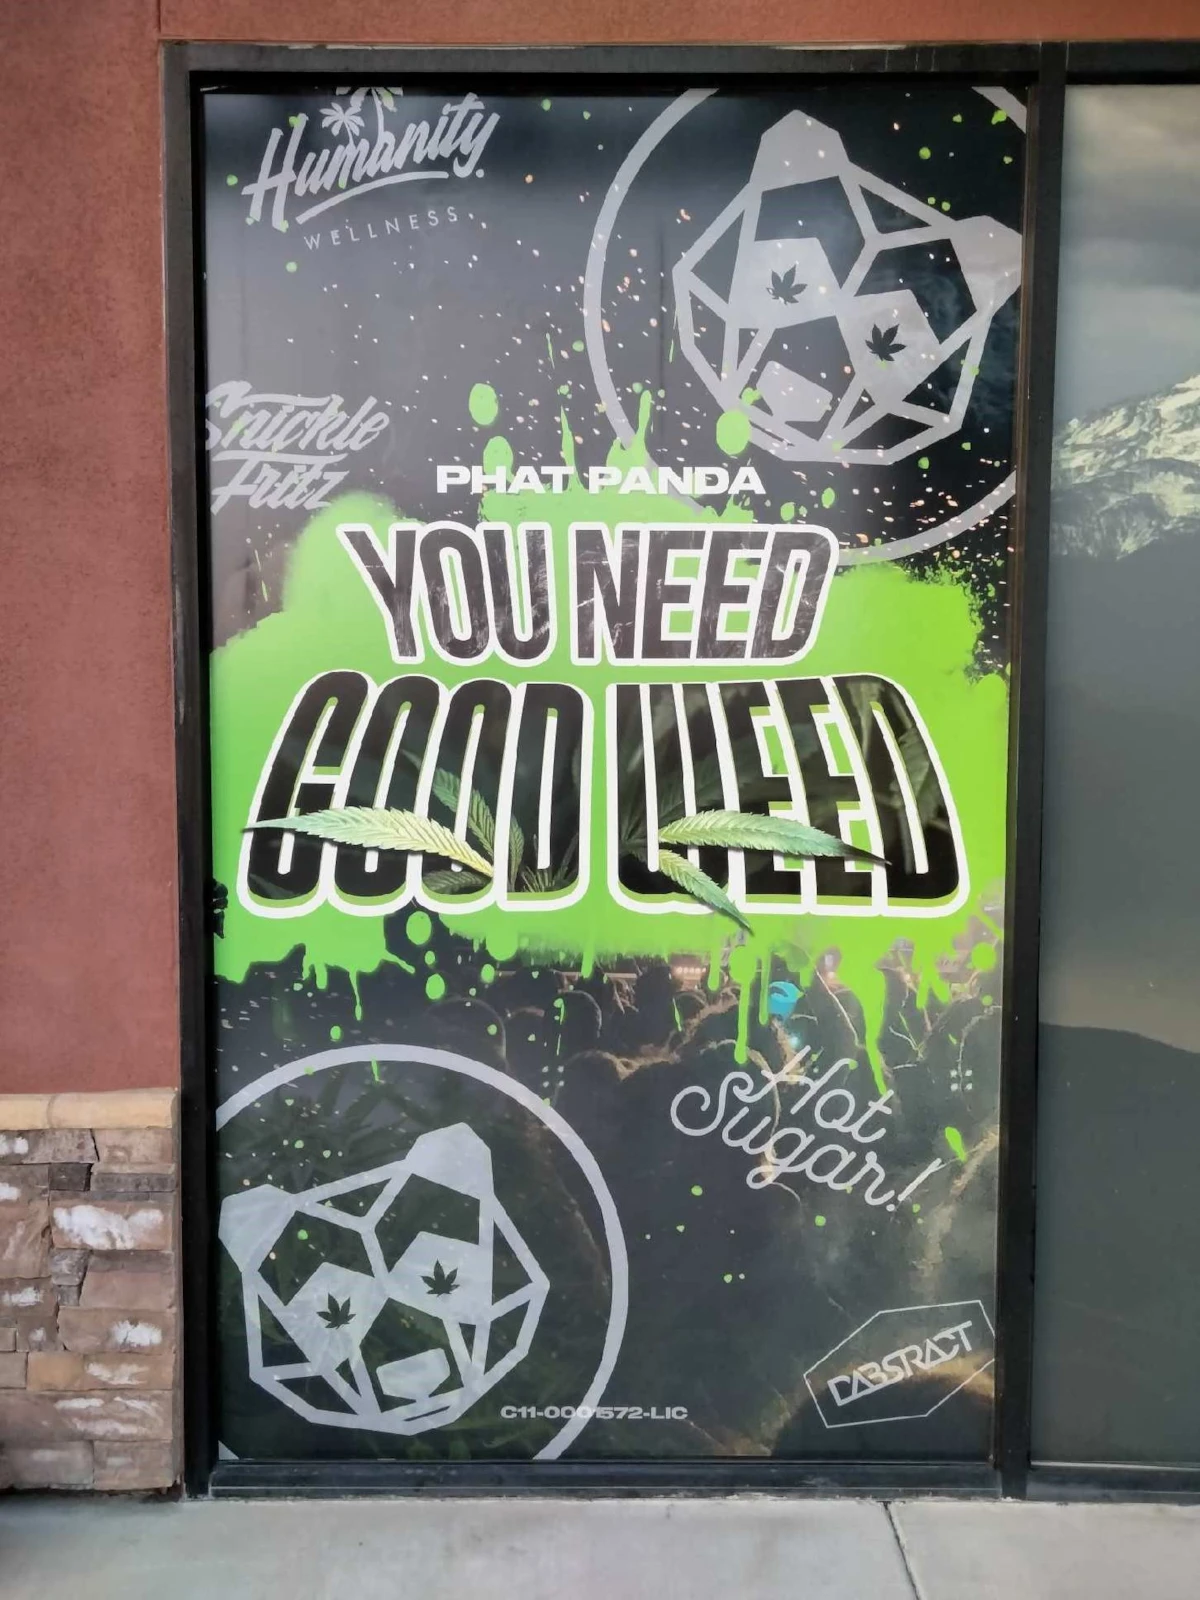 Humanity.
WELLNESS
Snickle
Fritz
PHAT PANDA
YOU NEED
GOOD WEED
Hot
Sugar!
DABSTRACT
C11-0001572-LIC